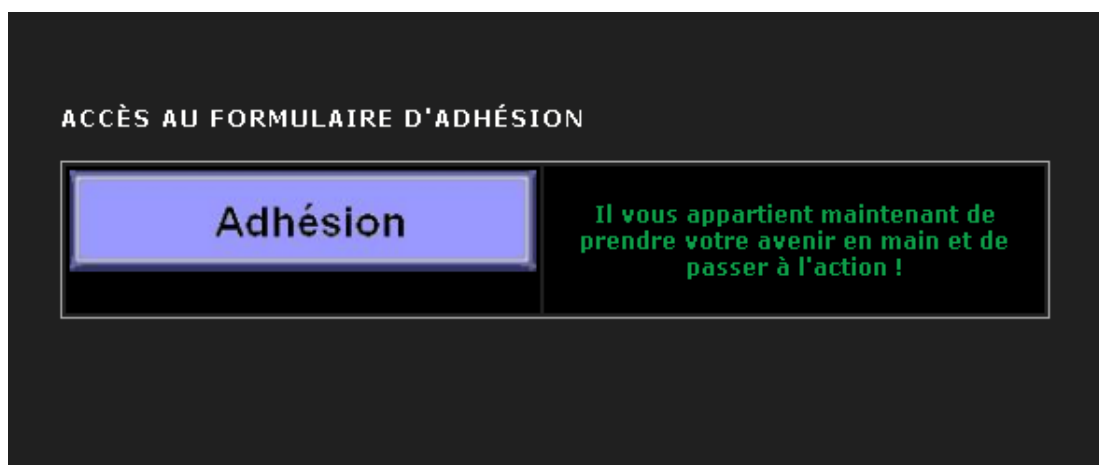 ACCÈS AU FORMULAIRE D'ADHÉSION
Adhésion
Il vous appartient maintenant de
prendre votre avenir en main et de
passer à l'action !